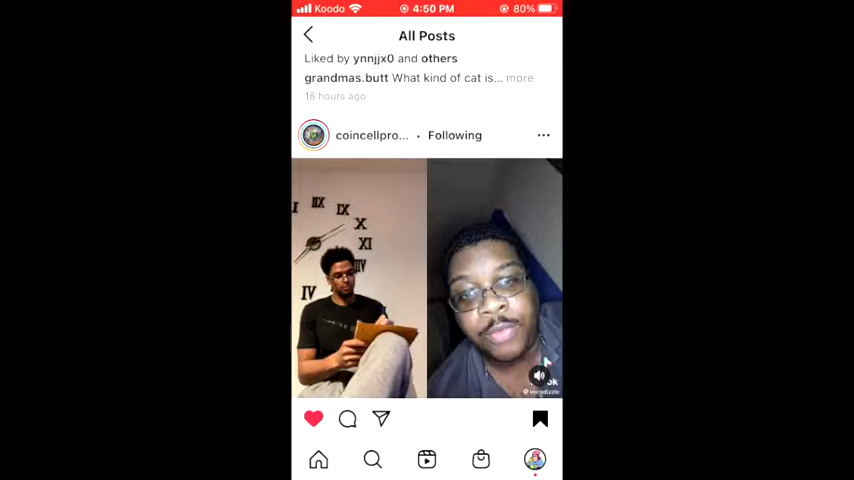 Koodo 4:50 PM 80%
All Posts
Liked by ynnjjx0 and others
grandmas.butt What kind of cat is... more
18 hours ago
coincellpro... • Following
I IIX IX
X
XI
IV